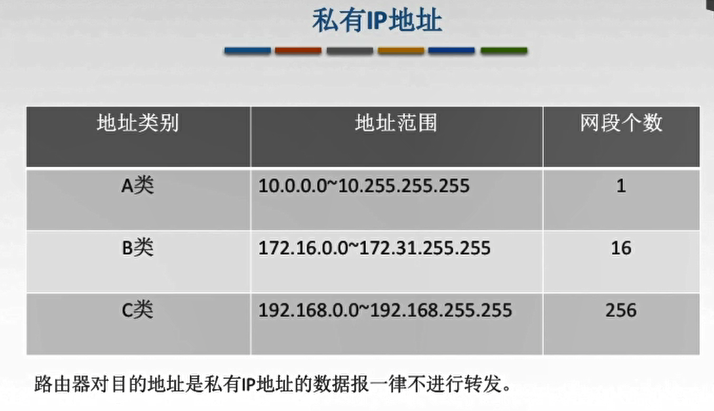 私有IP地址
地址类别 地址范围 网段个数
A类 10.0.0.0~10.255.255.255 1
B类 172.16.0.0~172.31.255.255 16
C类 192.168.0.0~192.168.255.255 256
路由器对目的地址是私有IP地址的数据报一律不进行转发。